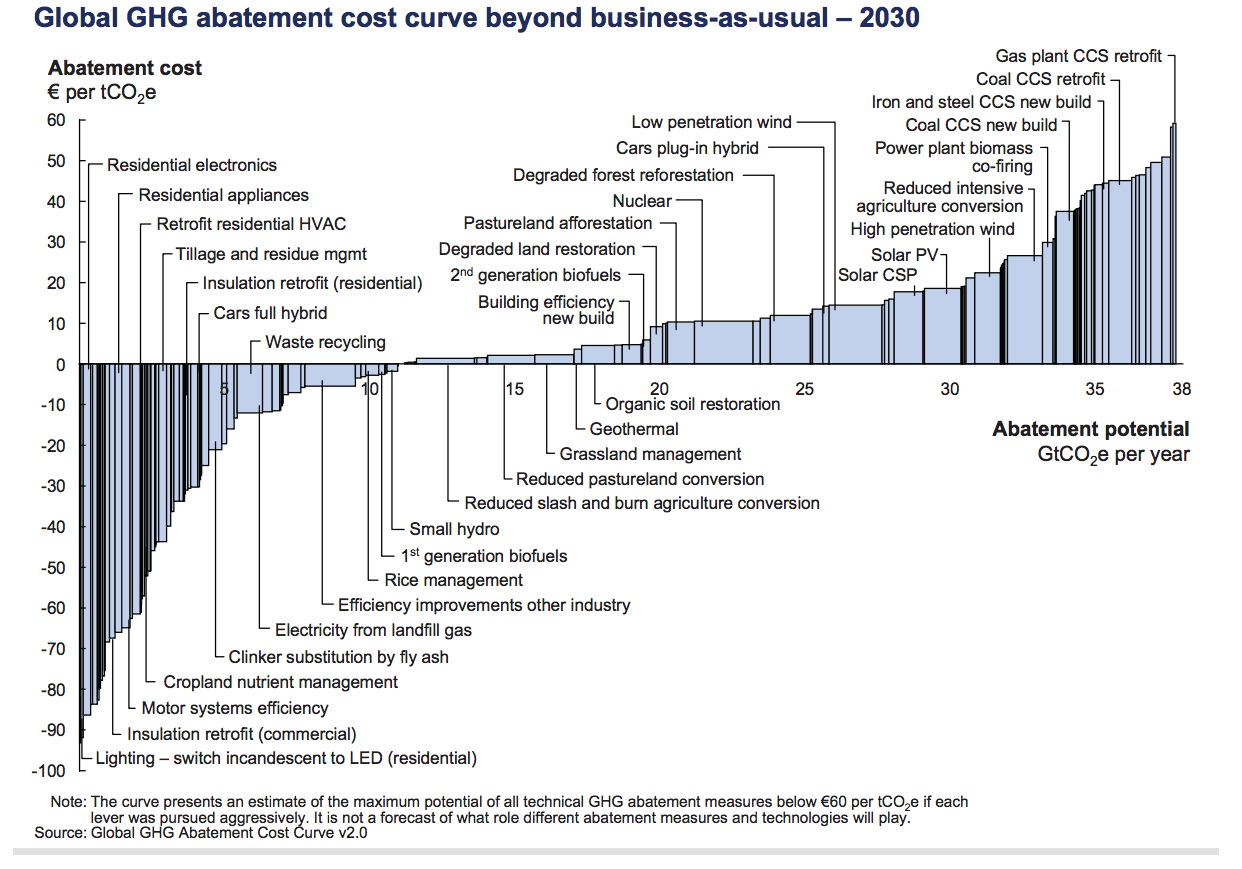 Global GHG abatement cost curve beyond business-as-usual – 2030
Abatement cost
€ per tCO₂e
60
50
40
30
20
10
0
-10
-20
-30
-40
-50
-60
-70
-80
-90
-100
Residential electronics
Residential appliances
Retrofit residential HVAC
Tillage and residue mgmt
Insulation retrofit (residential)
Cars full hybrid
Waste recycling
Low penetration wind
Cars plug-in hybrid
Degraded forest reforestation
Nuclear
Pastureland afforestation
Degraded land restoration
2nd generation biofuels
Building efficiency
new build
Gas plant CCS retrofit
Coal CCS retrofit
Iron and steel CCS new build
Coal CCS new build
Power plant biomass
co-firing
Reduced intensive
agriculture conversion
High penetration wind
Solar PV
Solar CSP
5
10
15
20
25
30
35
38
Abatement potential
GtCO₂e per year
Organic soil restoration
Geothermal
Grassland management
Reduced pastureland conversion
Reduced slash and burn agriculture conversion
Small hydro
1st generation biofuels
Rice management
Efficiency improvements other industry
Electricity from landfill gas
Clinker substitution by fly ash
Cropland nutrient management
Motor systems efficiency
Insulation retrofit (commercial)
Lighting – switch incandescent to LED (residential)
Note: The curve presents an estimate of the maximum potential of all technical GHG abatement measures below €60 per tCO₂e if each
lever was pursued aggressively. It is not a forecast of what role different abatement measures and technologies will play.
Source: Global GHG Abatement Cost Curve v2.0